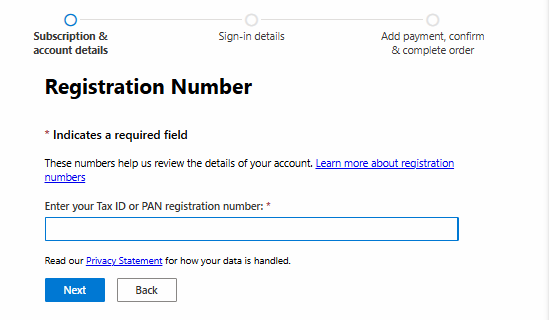 Subscription &
account details
Sign-in details
Add payment, confirm
& complete order
Registration Number
* Indicates a required field
These numbers help us review the details of your account. Learn more about registration
numbers
Enter your Tax ID or PAN registration number: *
Read our Privacy Statement for how your data is handled.
Next
Back